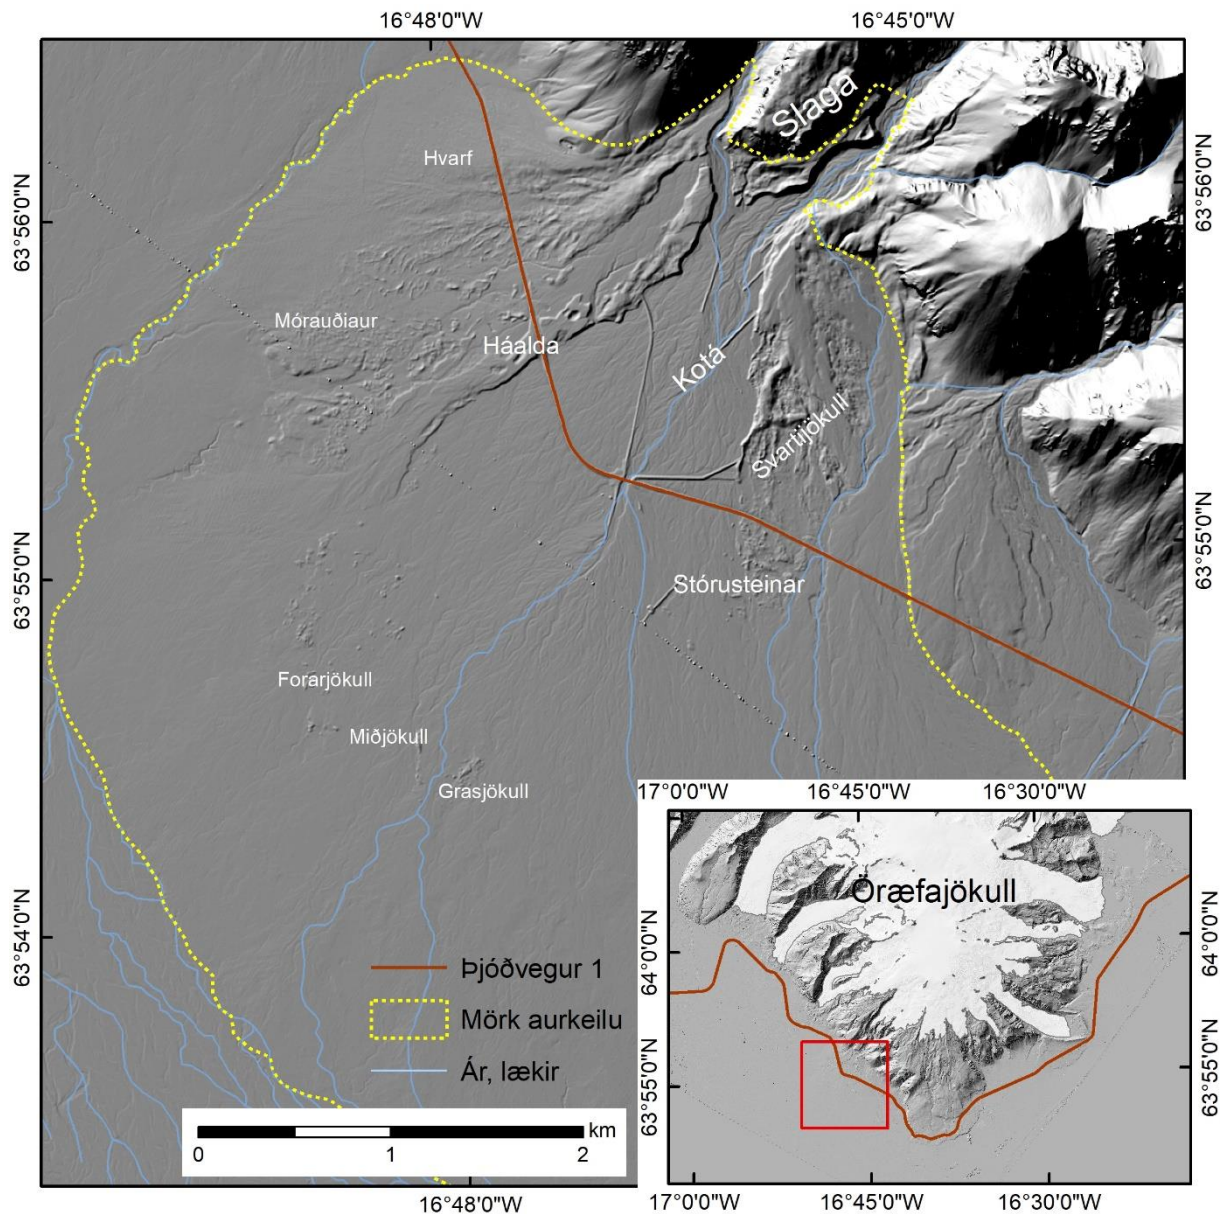 16°48'0"W
16°45'0"W
Slaga
Hvarf
63°56'0"N
63°56'0"N
Mórauðiaur
Háalda
Kotá
Svartijökull
63°55'0"N
63°55'0"N
Stórusteinar
Forarjökull
Miðjökull
Grasjökull
17°0'0"W
16°45'0"W
16°30'0"W
Öræfajökull
63°54'0"N
64°0'0"N
64°0'0"N
Þjóðvegur 1
Mörk aurkeilu
Ár, lækir
63°55'0"N
63°55'0"N
km
0
1
2
16°48'0"W
17°0'0"W
16°45'0"W
16°30'0"W